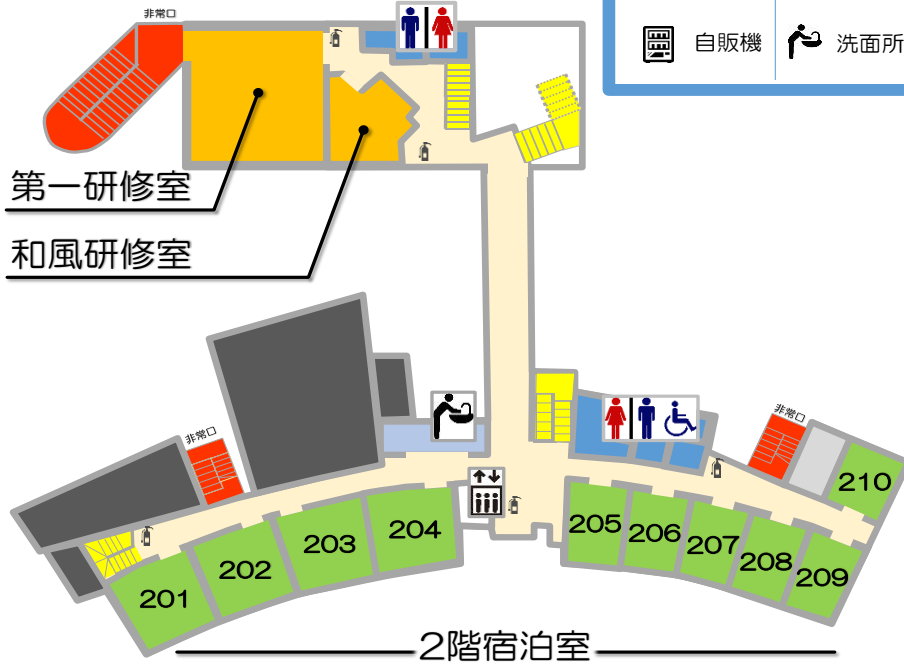 非常口
自販機
洗面所
第一研修室
和風研修室
非常口
非常口
210
204
205
203
206
202
207
208
201
209
2階宿泊室